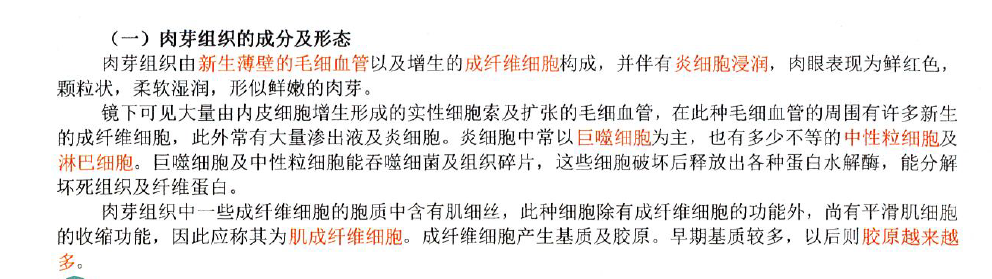 （一）肉芽组织的成分及形态
肉芽组织由新生薄壁的毛细血管以及增生的成纤维细胞构成，并伴有炎细胞浸润，肉眼表现为鲜红色，
颗粒状，柔软湿润，形似鲜嫩的肉芽。
镜下可见大量由内皮细胞增生形成的实性细胞索及扩张的毛细血管，在此种毛细血管的周围有许多新生
的成纤维细胞，此外常有大量渗出液及炎细胞。炎细胞中常以巨噬细胞为主，也有多少不等的中性粒细胞及
淋巴细胞。巨噬细胞及中性粒细胞能吞噬细菌及组织碎片，这些细胞破坏后释放出各种蛋白水解酶，能分解
坏死组织及纤维蛋白。
肉芽组织中一些成纤维细胞的胞质中含有肌细丝，此种细胞除有成纤维细胞的功能外，尚有平滑肌细胞
的收缩功能，因此应称其为肌成纤维细胞。成纤维细胞产生基质及胶原。早期基质较多，以后则胶原越来越
多。